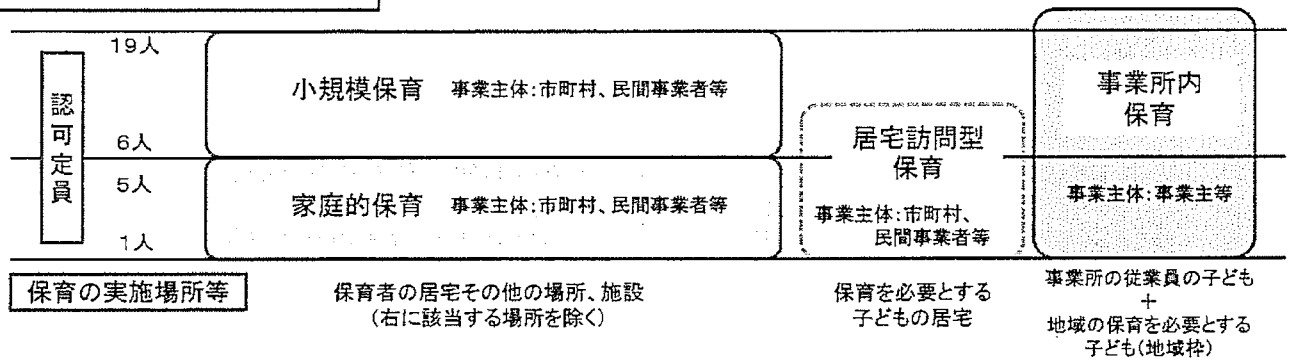 認可定員
19人
6人
5人
1人
小規模保育 事業主体:市町村、民間事業者等
家庭的保育 事業主体:市町村、民間事業者等
居宅訪問型
保育
事業主体:市町村、
民間事業者等
事業所内
保育
事業主体:事業主等
保育の実施場所等
保育者の居宅その他の場所、施設
(右に該当する場所を除く)
保育を必要とする
子どもの居宅
事業所の従業員の子ども
+
地域の保育を必要とする
子ども(地域枠)